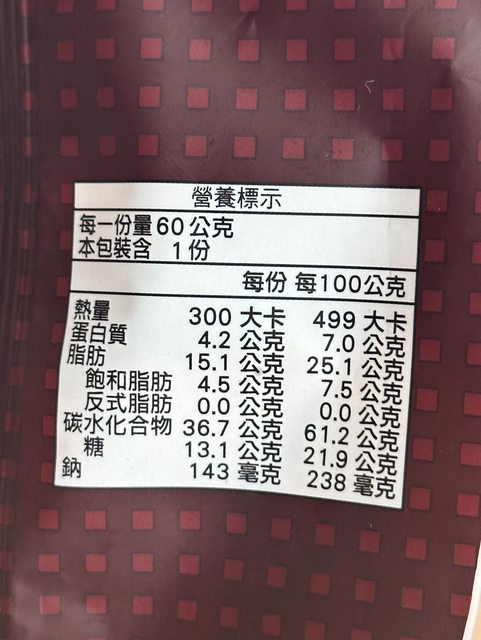 營養標示
每一份量 60 公克
本包裝含 1 份
每份 每100公克
熱量 300 大卡 499 大卡
蛋白質 4.2 公克 7.0 公克
脂肪 15.1 公克 25.1 公克
飽和脂肪 4.5 公克 7.5 公克
反式脂肪 0.0 公克 0.0 公克
碳水化合物 36.7 公克 61.2 公克
糖 13.1 公克 21.9 公克
鈉 143 毫克 238 毫克